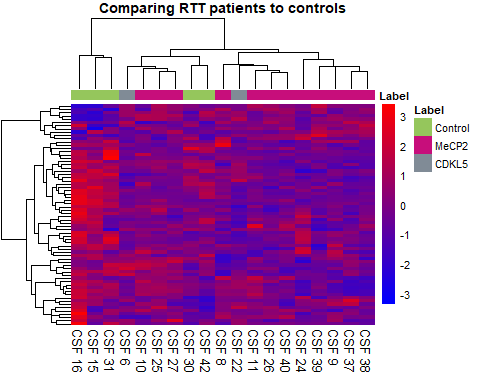 Comparing RTT patients to controls
Label
Label
Control
MeCP2
CDKL5
3
2
1
0
-1
-2
-3
CSF 16
CSF 15
CSF 31
CSF 6
CSF 10
CSF 25
CSF 27
CSF 30
CSF 42
CSF 8
CSF 22
CSF 11
CSF 26
CSF 40
CSF 24
CSF 39
CSF 9
CSF 37
CSF 38